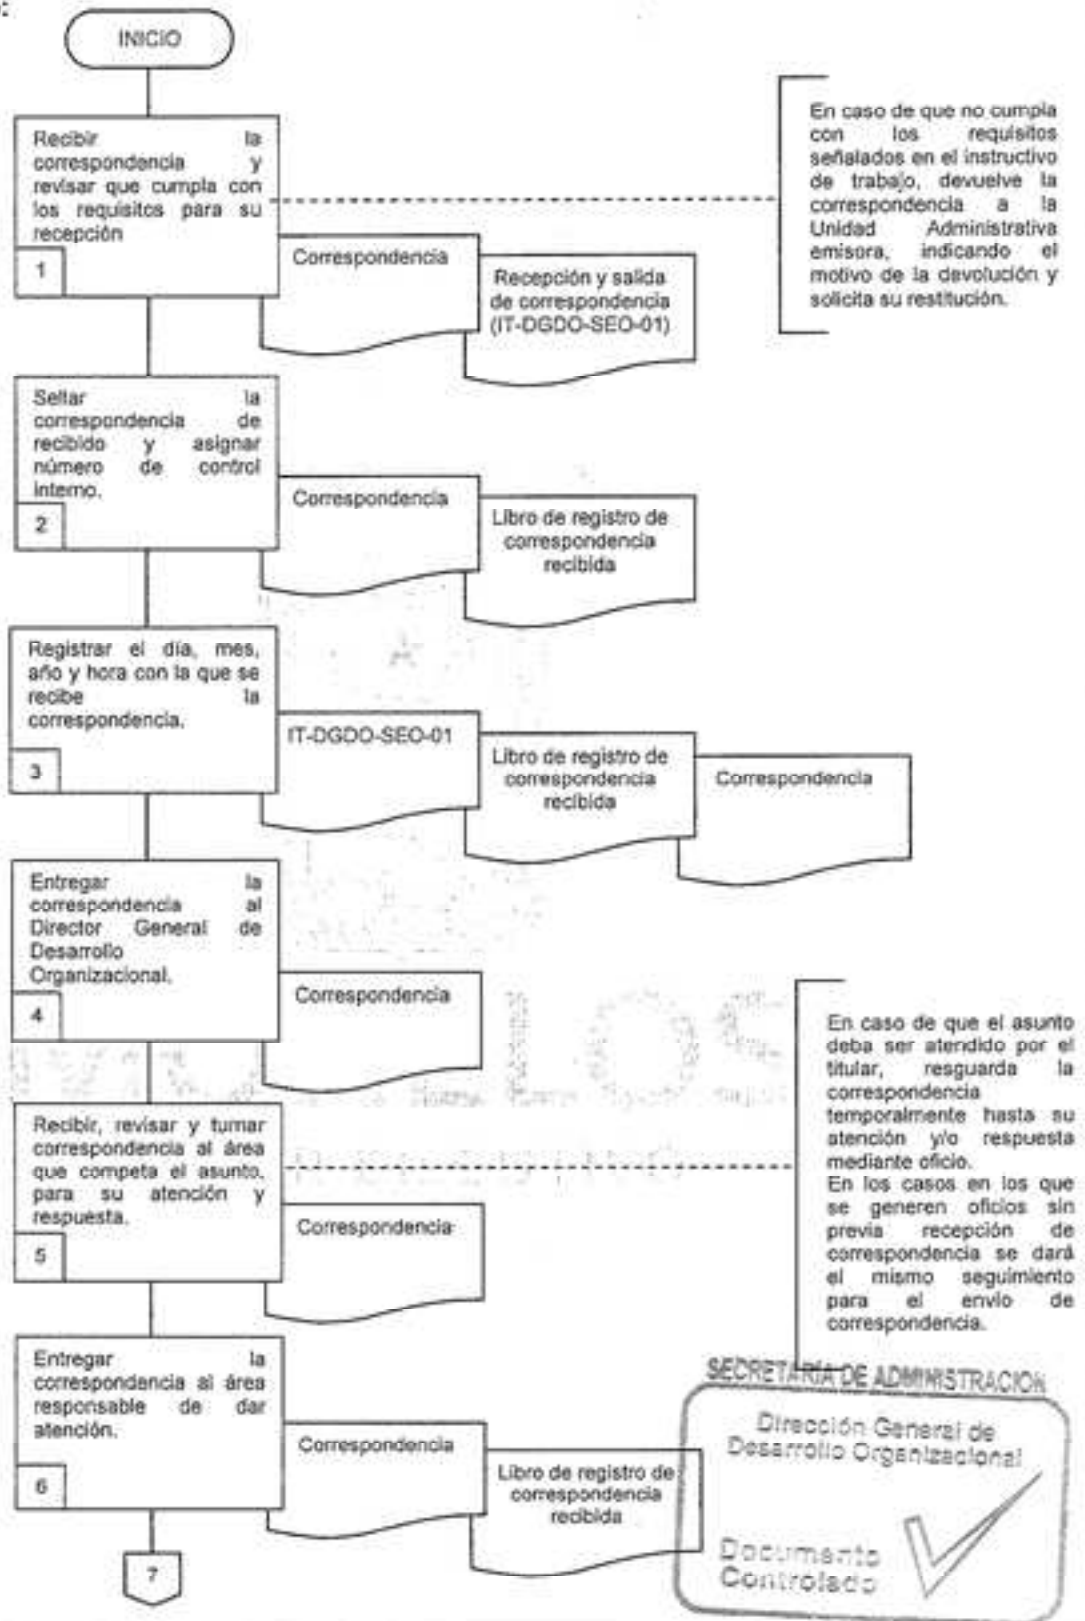 INICIO
Recibir la
correspondencia y
revisar que cumpla con
los requisitos para su
recepción
1
Correspondencia
Recepción y salida
de correspondencia
(IT-DGDO-SEO-01)
En caso de que no cumpla
con los requisitos
señalados en el instructivo
de trabajo, devuelve la
correspondencia a la
Unidad Administrativa
emisora, indicando el
motivo de la devolución y
solicita su restitución.
Sellar la
correspondencia de
recibido y asignar
número de control
interno.
2
Correspondencia
Libro de registro de
correspondencia
recibida
Registrar el día, mes,
año y hora con la que se
recibe la
correspondencia.
3
IT-DGDO-SEO-01
Libro de registro de
correspondencia
recibida
Correspondencia
Entregar la
correspondencia al
Director General de
Desarrollo
Organizacional.
4
Correspondencia
Recibir, revisar y turnar
correspondencia al área
que competa el asunto,
para su atención y
respuesta.
5
Correspondencia
En caso de que el asunto
deba ser atendido por el
titular, resguarda la
correspondencia
temporalmente hasta su
atención y/o respuesta
mediante oficio.
En los casos en los que
se generen oficios sin
previa recepción de
correspondencia se dará
el mismo seguimiento
para el envío de
correspondencia.
Entregar la
correspondencia al área
responsable de dar
atención.
6
Correspondencia
Libro de registro de
correspondencia
recibida
7
SECRETARÍA DE ADMINISTRACIÓN
Dirección General de
Desarrollo Organizacional
Documento
Controlado